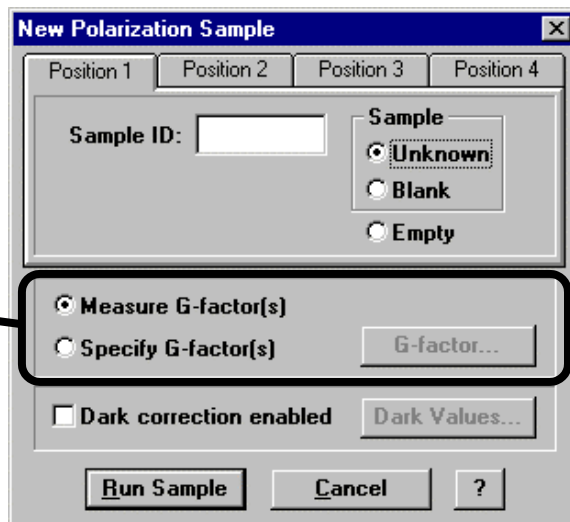 New Polarization Sample
Position 1 Position 2 Position 3 Position 4
Sample ID:
Sample
Unknown
Blank
Empty
Measure G-factor(s)
Specify G-factor(s) G-factor...
Dark correction enabled Dark Values...
Run Sample Cancel ?